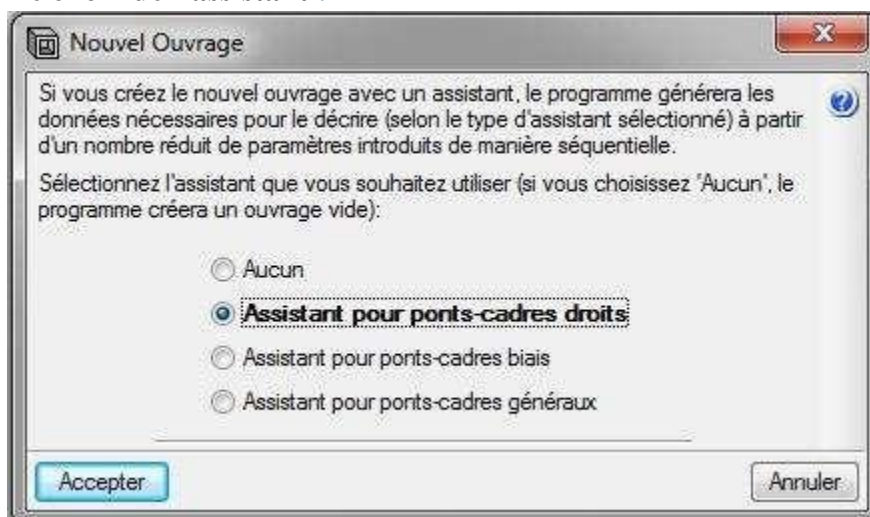 Nouvel Ouvrage
Si vous créez le nouvel ouvrage avec un assistant, le programme générera les
données nécessaires pour le décrire (selon le type d'assistant sélectionné) à partir
d'un nombre réduit de paramètres introduits de manière séquentielle.
Sélectionnez l'assistant que vous souhaitez utiliser (si vous choisissez 'Aucun', le
programme créera un ouvrage vide):
Aucun
Assistant pour ponts-cadres droits
Assistant pour ponts-cadres biais
Assistant pour ponts-cadres généraux
Accepter
Annuler